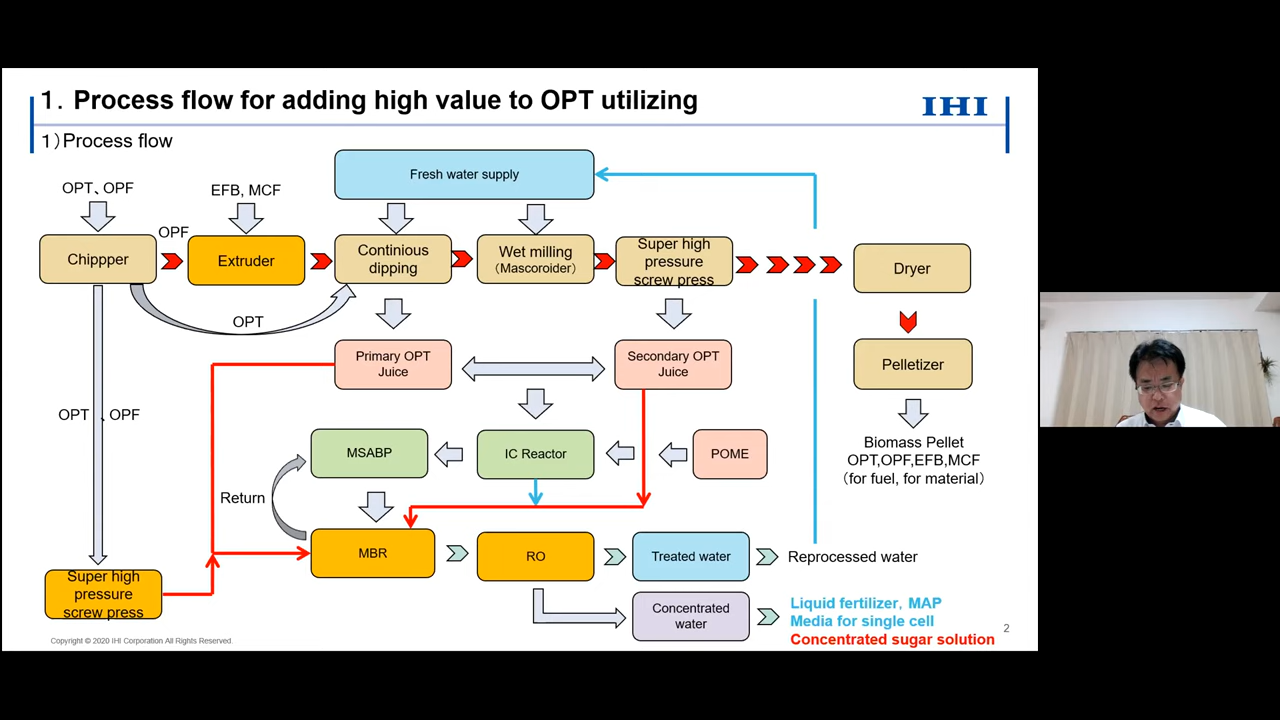 1. Process flow for adding high value to OPT utilizing
IHI
1)Process flow
Fresh water supply
OPT、OPF
EFB, MCF
OPF
Chippper
Extruder
Continious
dipping
Wet milling
(Mascoroider)
Super high
pressure
screw press
Dryer
OPT
Primary OPT
Juice
Secondary OPT
Juice
Pelletizer
OPT、OPF
MSABP
IC Reactor
POME
Biomass Pellet
OPT,OPF,EFB,MCF
(for fuel, for material)
Return
MBR
RO
Treated water
Reprocessed water
Super high
pressure
screw press
Concentrated
water
Liquid fertilizer, MAP
Media for single cell
Concentrated sugar solution
2
Copyright © 2020 IHI Corporation All Rights Reserved.